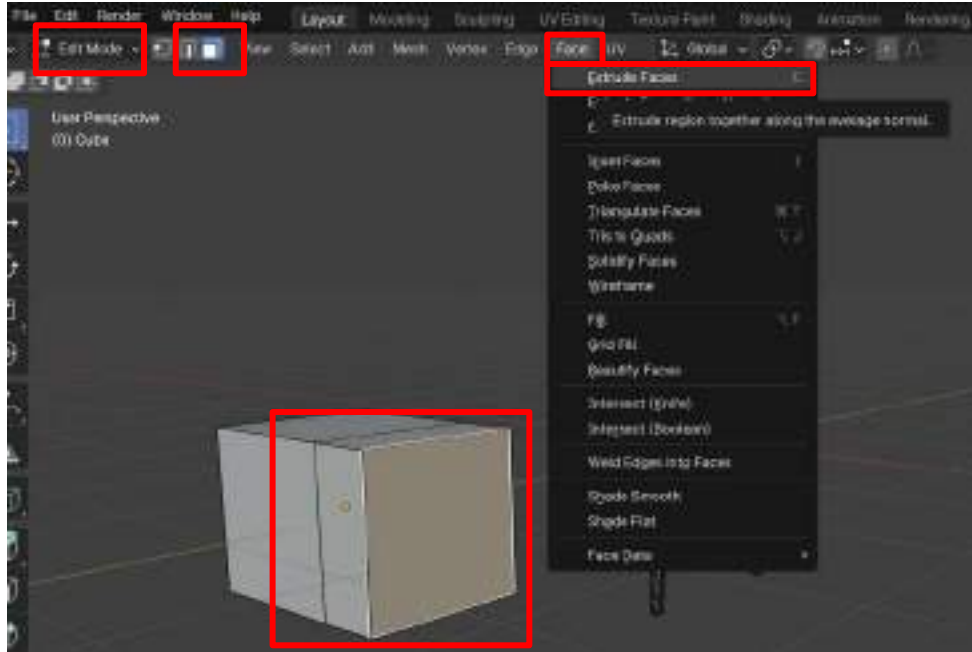 File Edit Render Window Help Layout Modeling Sculpting UV Editing Texture Paint Shading Animation Rendering
Edit Mode View Select Add Mesh Vertex Edge Face UV Global
User Perspective
(0) Cube
Extrude Faces E
Extrude region together along the average normal.
Inset Faces I
Poke Faces
Triangulate Faces ⌘ T
Tris to Quads ⌥ J
Solidify Faces
Wireframe
Fill ⌥ F
Grid Fill
Beautify Faces
Intersect (Knife)
Intersect (Boolean)
Weld Edges into Faces
Shade Smooth
Shade Flat
Face Data